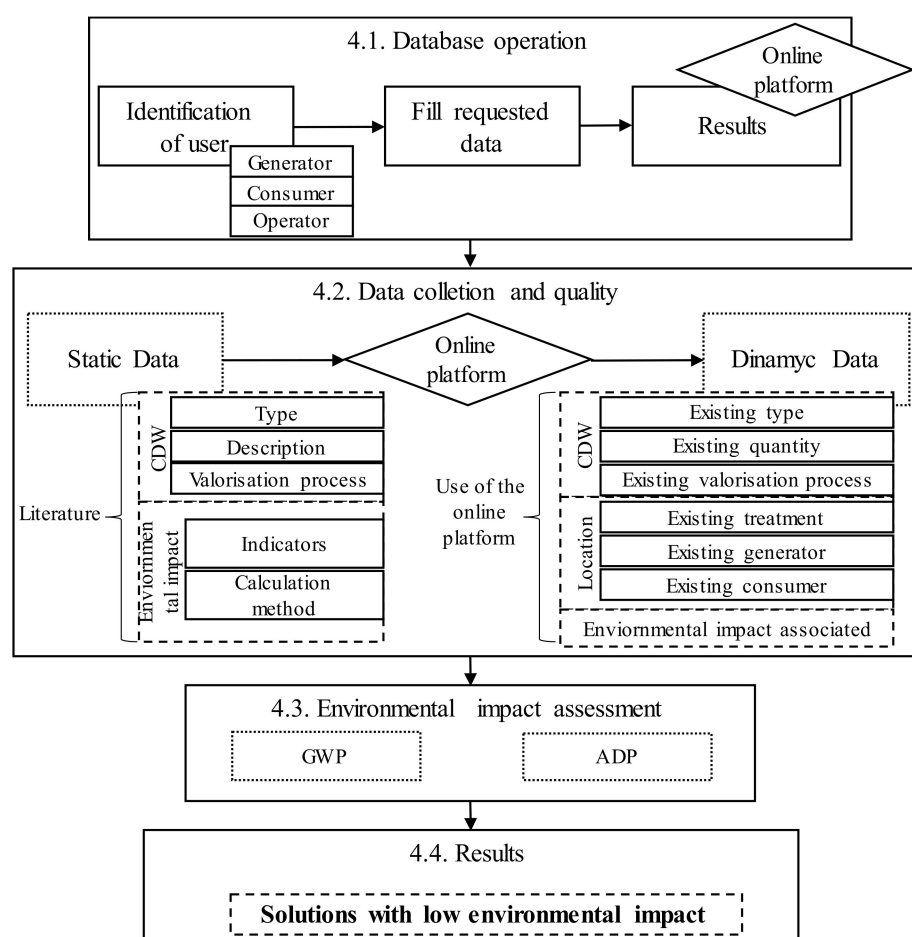 4.1. Database operation
Online
platform
Identification
of user
Fill requested
data
Results
Generator
Consumer
Operator
4.2. Data colletion and quality
Static Data
Online
platform
Dinamyc Data
Literature
CDW
Type
Description
Valorisation process
Enviornmen
tal impact
Indicators
Calculation
method
Use of the
online
platform
CDW
Existing type
Existing quantity
Existing valorisation process
Location
Existing treatment
Existing generator
Existing consumer
Enviornmental impact associated
4.3. Environmental impact assessment
GWP
ADP
4.4. Results
Solutions with low environmental impact